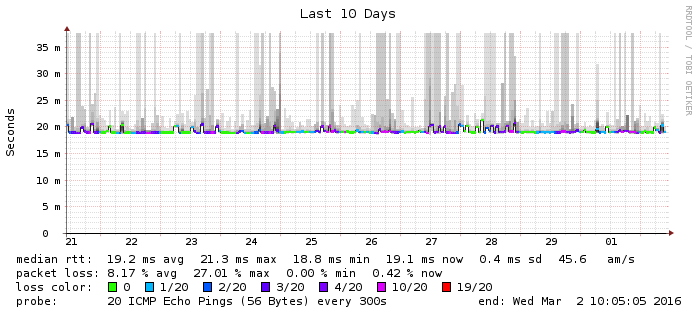 Last 10 Days
RRDTOOL / TOBI OETIKER
Seconds
35 m
30 m
25 m
20 m
15 m
10 m
5 m
0
21 22 23 24 25 26 27 28 29 01
median rtt: 19.2 ms avg 21.3 ms max 18.8 ms min 19.1 ms now 0.4 ms sd 45.6 am/s
packet loss: 8.17 % avg 27.01 % max 0.00 % min 0.42 % now
loss color: 0 1/20 2/20 3/20 4/20 10/20 19/20
probe: 20 ICMP Echo Pings (56 Bytes) every 300s end: Wed Mar 2 10:05:05 2016